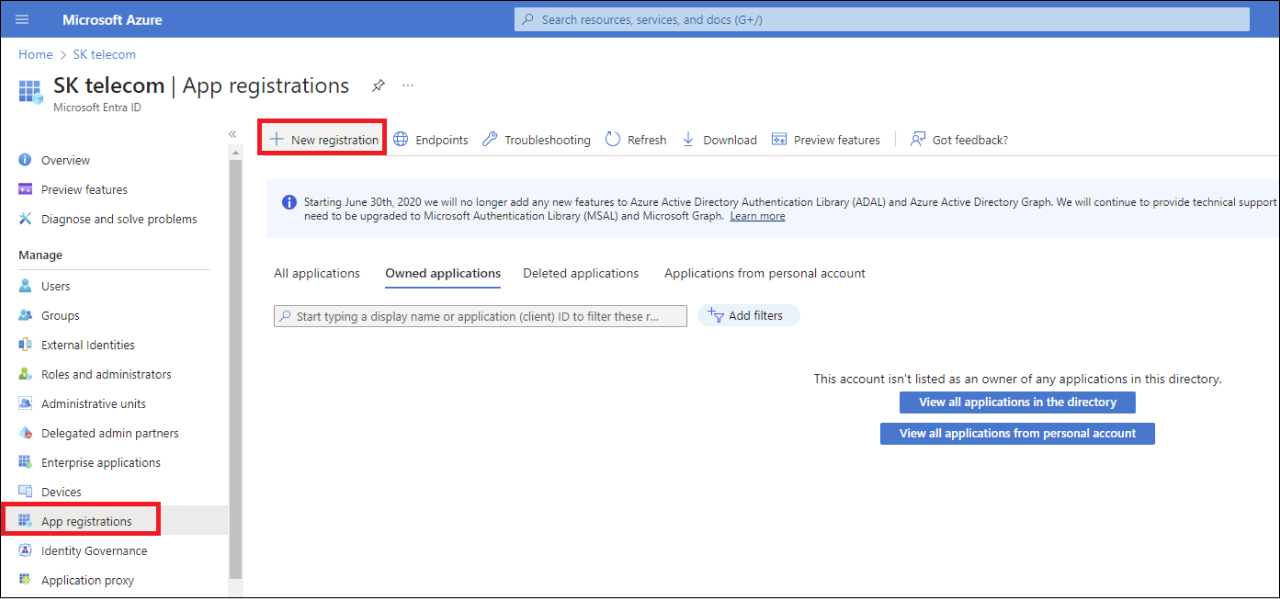 Microsoft Azure
Search resources, services, and docs (G+/)
Home > SK telecom
SK telecom | App registrations
Microsoft Entra ID
Overview
Preview features
Diagnose and solve problems
Manage
Users
Groups
External Identities
Roles and administrators
Administrative units
Delegated admin partners
Enterprise applications
Devices
App registrations
Identity Governance
Application proxy
New registration Endpoints Troubleshooting Refresh Download Preview features Got feedback?
Starting June 30th, 2020 we will no longer add any new features to Azure Active Directory Authentication Library (ADAL) and Azure Active Directory Graph. We will continue to provide technical support
need to be upgraded to Microsoft Authentication Library (MSAL) and Microsoft Graph. Learn more
All applications Owned applications Deleted applications Applications from personal account
Start typing a display name or application (client) ID to filter these r... Add filters
This account isn't listed as an owner of any applications in this directory.
View all applications in the directory
View all applications from personal account